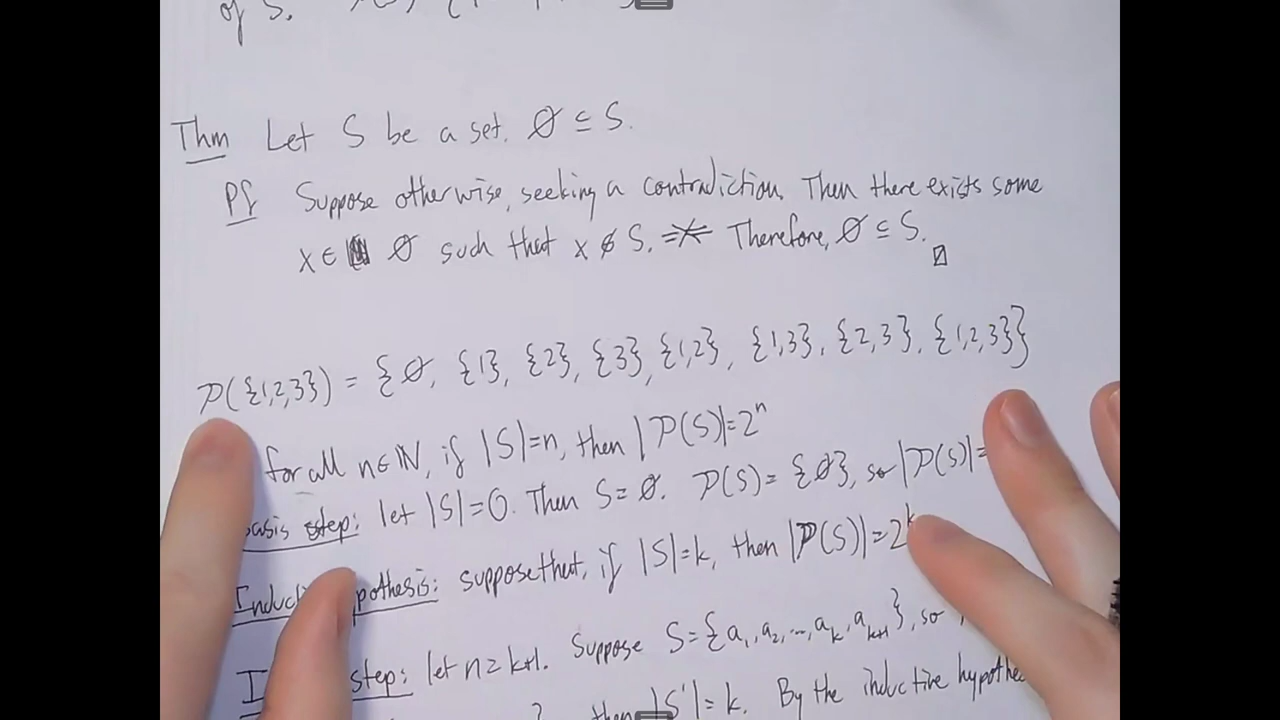 of S.
Thm Let S be a set. ∅ ⊆ S.
Pf Suppose otherwise, seeking a contradiction. Then there exists some
x ∈ ∅ such that x ∉ S. ⇒⇐ Therefore, ∅ ⊆ S.
P({1,2,3}) = {∅, {1}, {2}, {3}, {1,2}, {1,3}, {2,3}, {1,2,3}}
for all n∈ℕ, if |S|=n, then |P(S)|=2ⁿ
basis step: let |S|=0. Then S=∅. P(S)={∅}, so |P(S)|=
suppose that, if |S|=k, then |P(S)|=2ᵏ
step: let n=k+1. Suppose S={a₁,a₂,...,aₖ,aₖ₊₁}, so
then |S'|=k. By the inductive